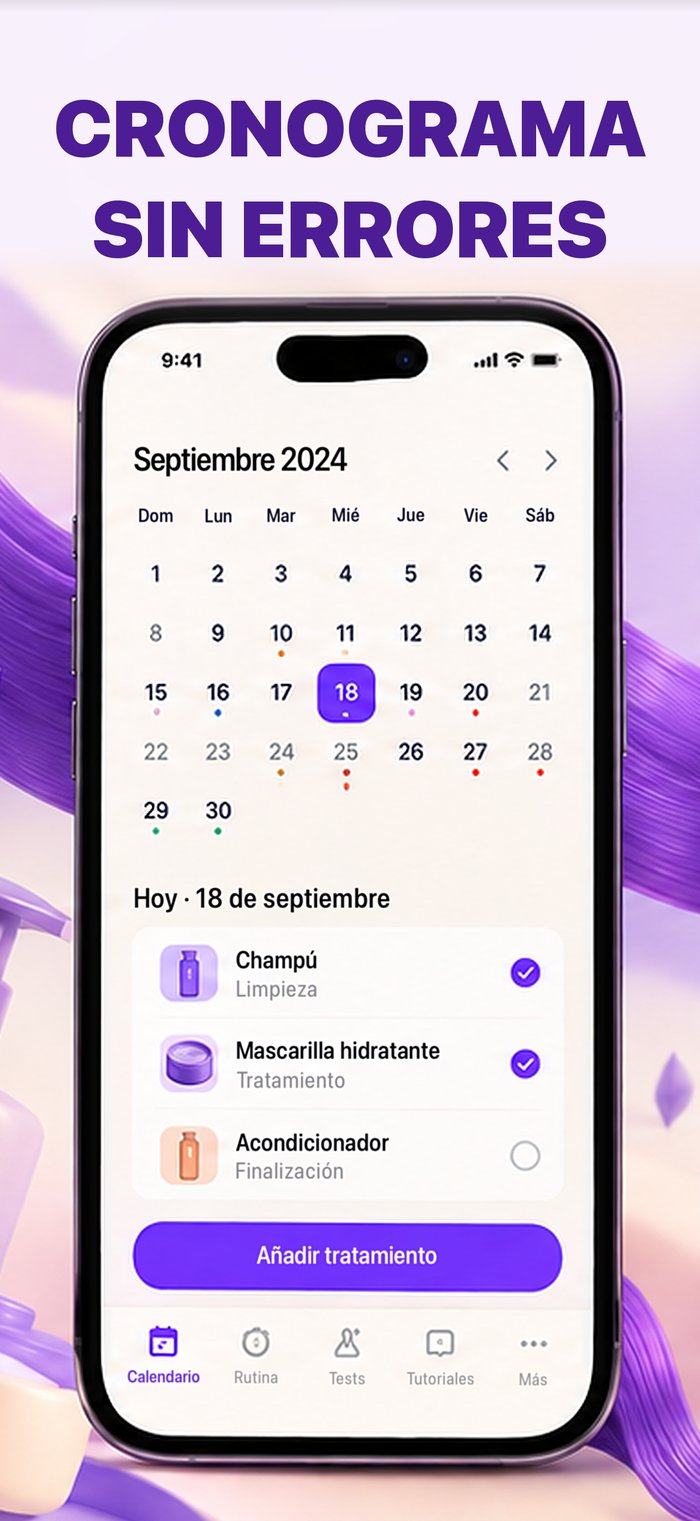 CRONOGRAMA
SIN ERRORES
9:41
Septiembre 2024
Dom Lun Mar Mié Jue Vie Sáb
1 2 3 4 5 6 7
8 9 10 11 12 13 14
15 16 17 18 19 20 21
22 23 24 25 26 27 28
29 30
Hoy · 18 de septiembre
Champú
Limpieza
Mascarilla hidratante
Tratamiento
Acondicionador
Finalización
Añadir tratamiento
Calendario Rutina Tests Tutoriales Más